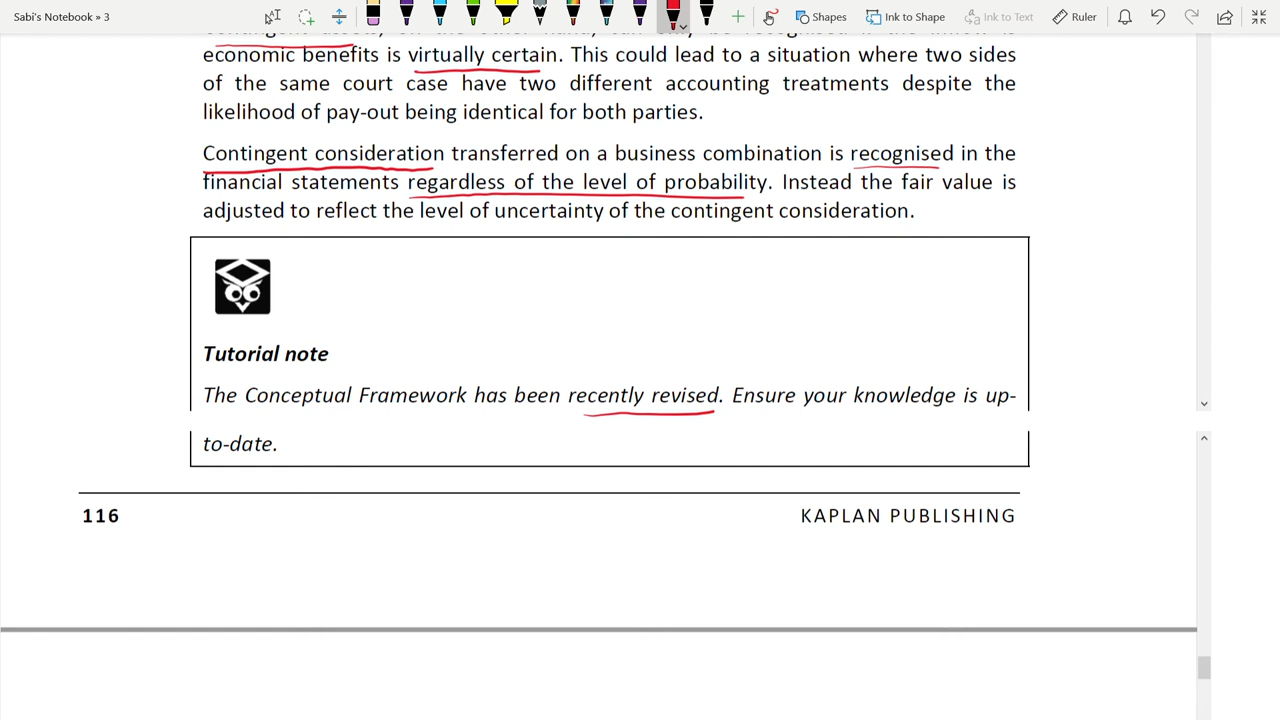 Sabi's Notebook » 3
Shapes
Ink to Shape
Ink to Text
Ruler
economic benefits is virtually certain. This could lead to a situation where two sides
of the same court case have two different accounting treatments despite the
likelihood of pay-out being identical for both parties.
Contingent consideration transferred on a business combination is recognised in the
financial statements regardless of the level of probability. Instead the fair value is
adjusted to reflect the level of uncertainty of the contingent consideration.
Tutorial note
The Conceptual Framework has been recently revised. Ensure your knowledge is up-
to-date.
116
KAPLAN PUBLISHING